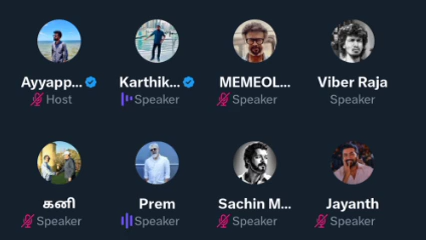 Ayyapp... Karthik... MEMEOL... Viber Raja
Host Speaker Speaker Speaker
கனி Prem Sachin M... Jayanth
Speaker Speaker Speaker Speaker